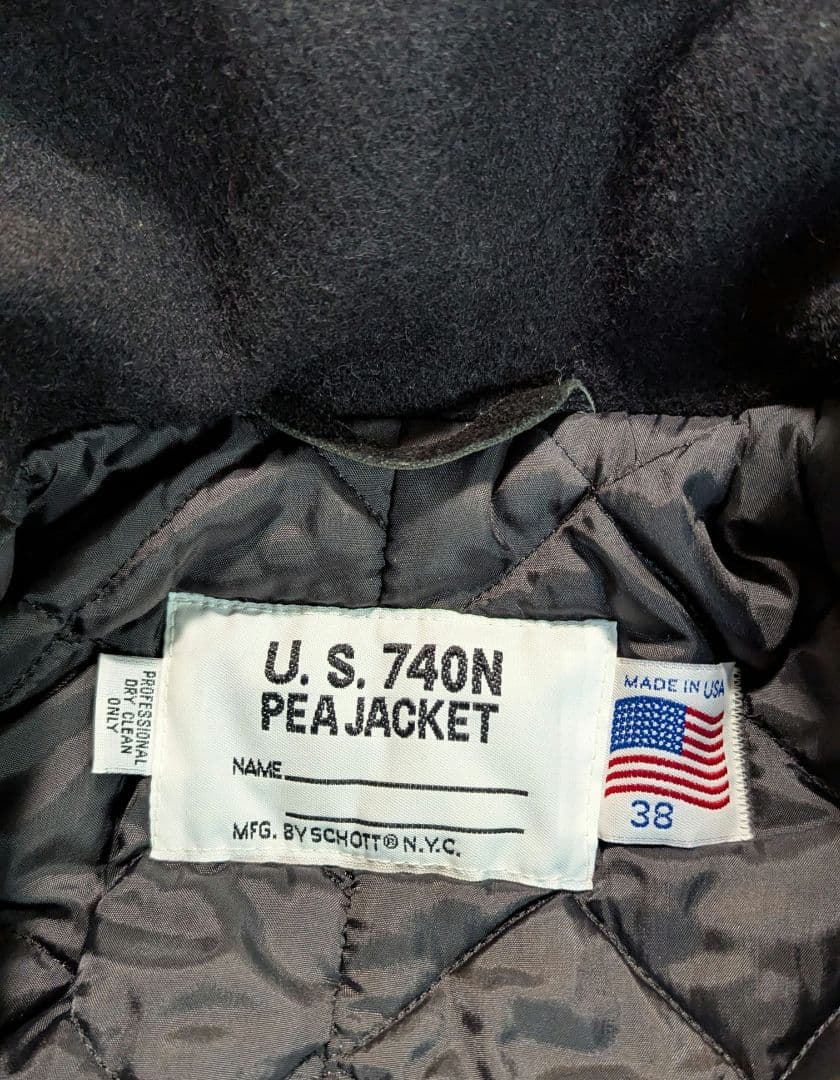 U. S. 740N
PEA JACKET
NAME
MFG. BY SCHOTT® N.Y.C.
PROFESSIONAL
DRY CLEAN
ONLY
MADE IN USA
38